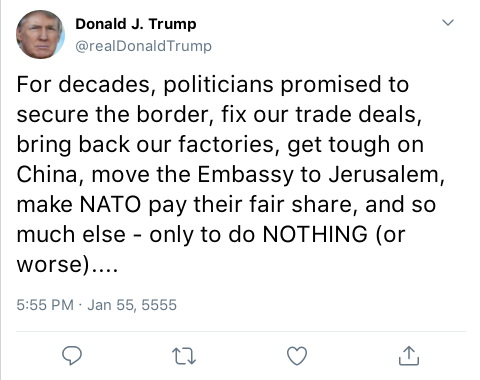 Donald J. Trump
@realDonaldTrump
For decades, politicians promised to
secure the border, fix our trade deals,
bring back our factories, get tough on
China, move the Embassy to Jerusalem,
make NATO pay their fair share, and so
much else - only to do NOTHING (or
worse)....
5:55 PM · Jan 55, 5555